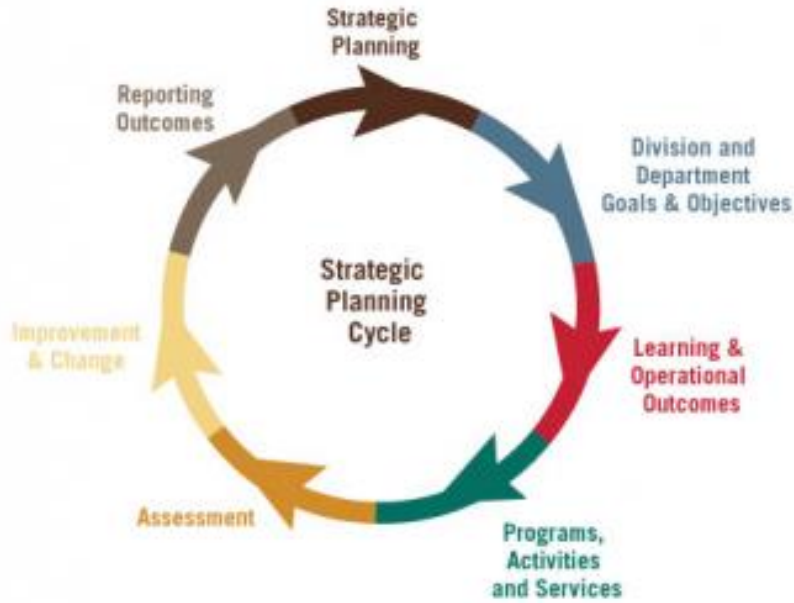 Strategic
Planning
Division and
Department
Goals & Objectives
Learning &
Operational
Outcomes
Programs,
Activities
and Services
Assessment
Improvement
& Change
Reporting
Outcomes
Strategic
Planning
Cycle